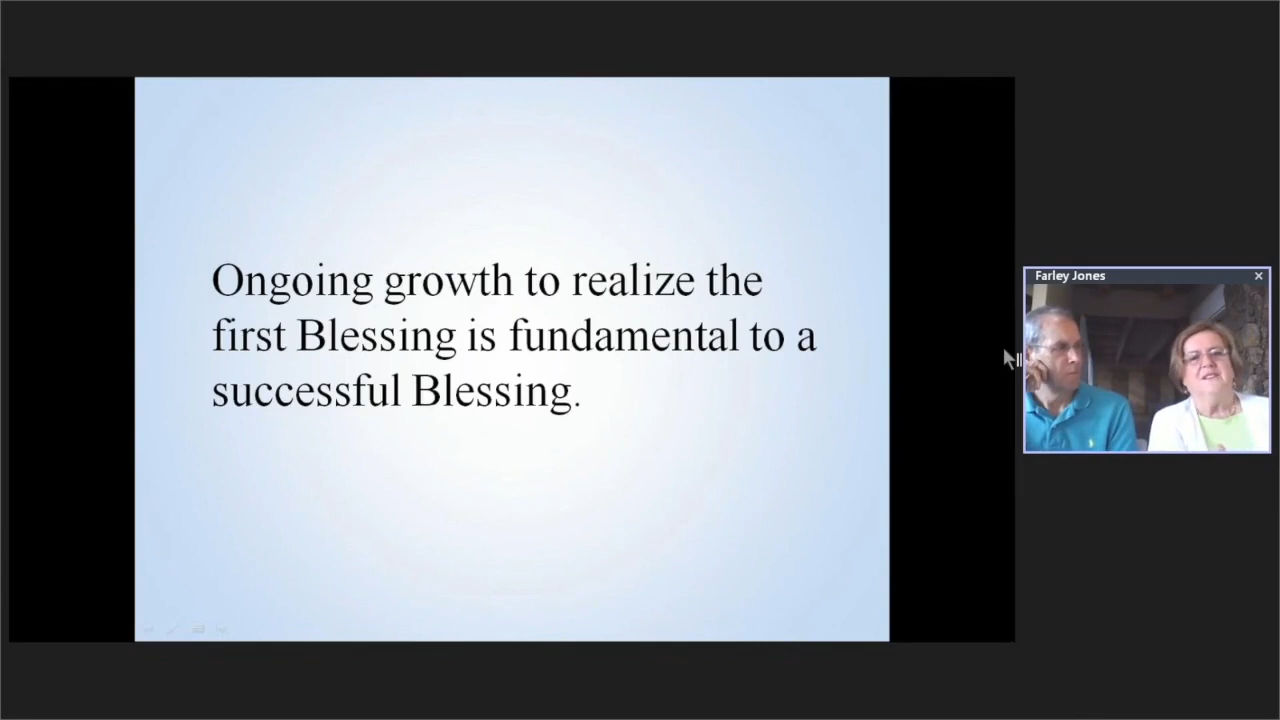 Ongoing growth to realize the
first Blessing is fundamental to a
successful Blessing.
Farley Jones